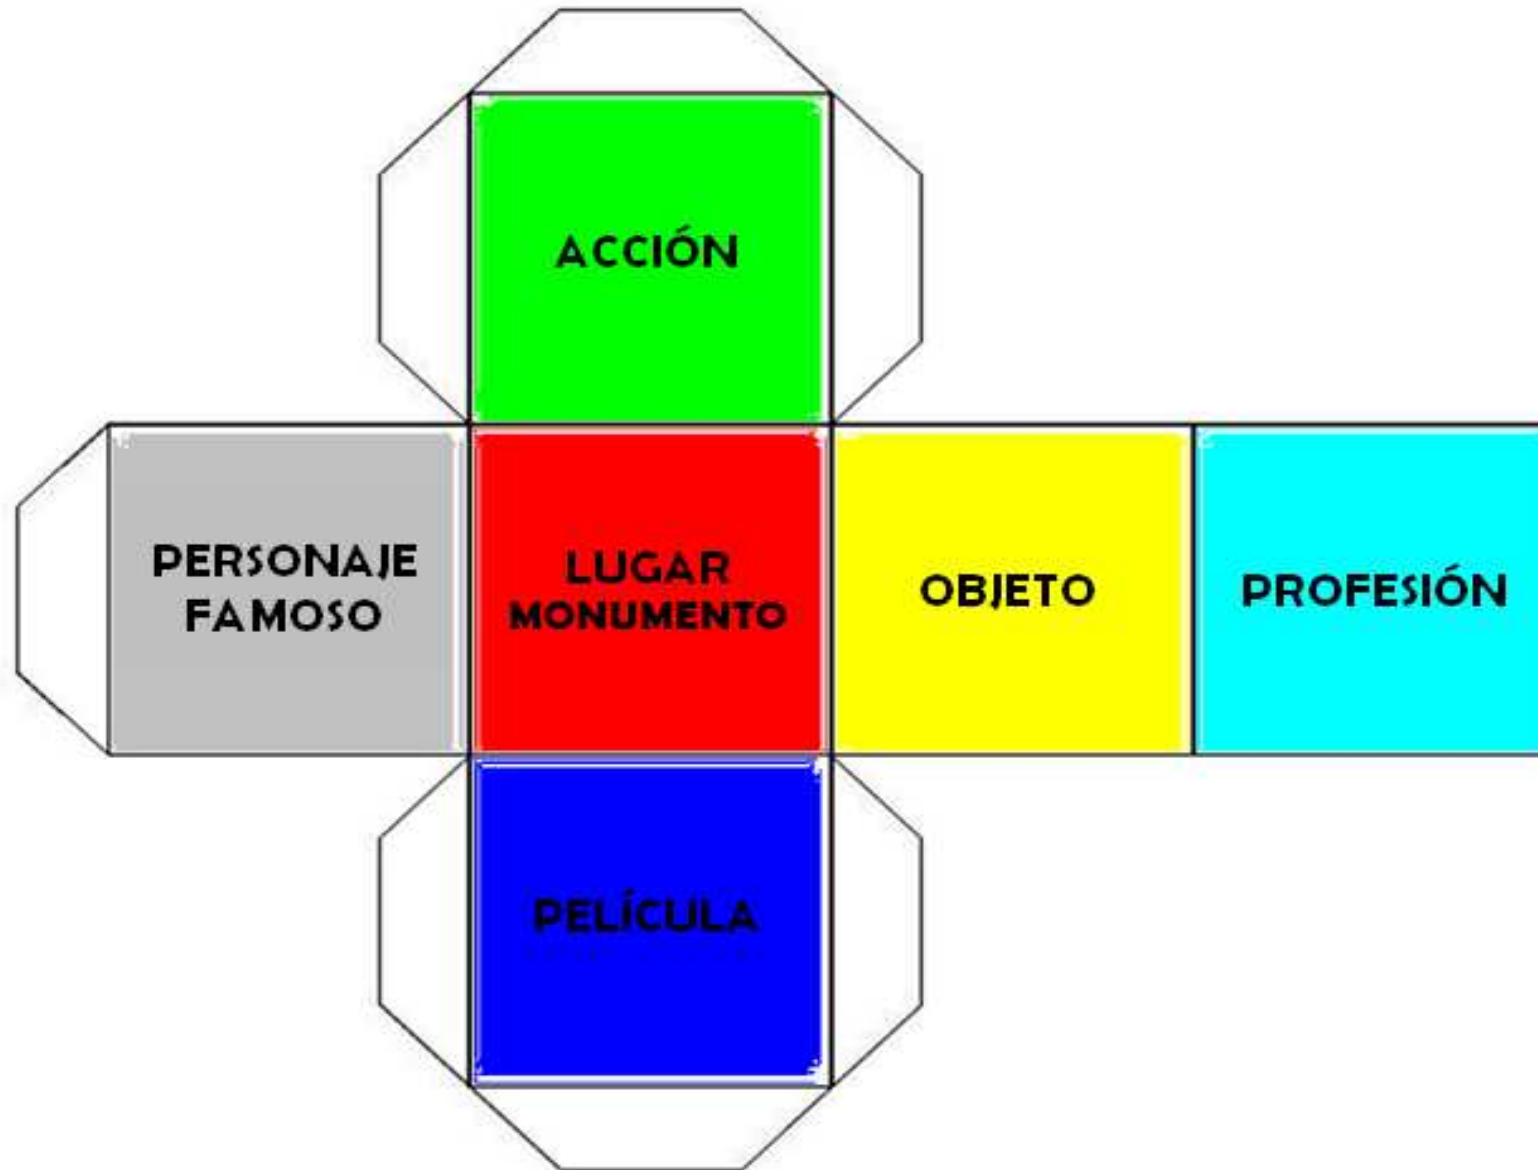 ACCIÓN
PERSONAJE
FAMOSO
LUGAR
MONUMENTO
OBJETO
PROFESIÓN
PELÍCULA